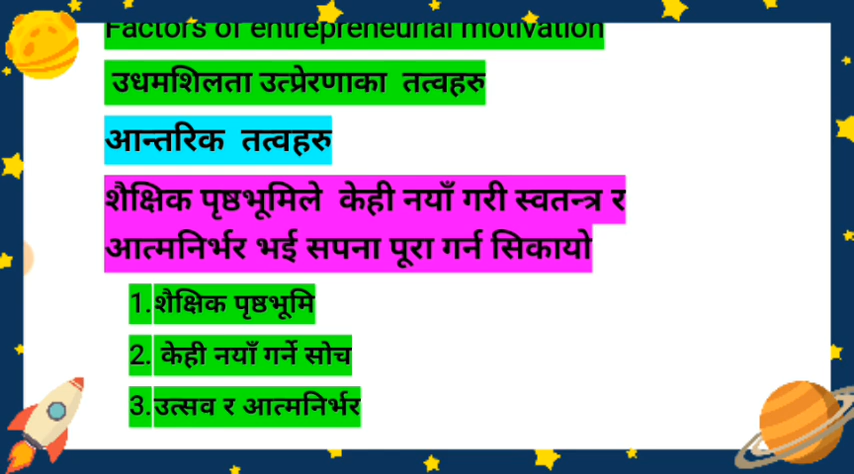 Factors of entrepreneurial motivation
उधमशिलता उत्प्रेरणाका तत्वहरु
आन्तरिक तत्वहरु
शैक्षिक पृष्ठभूमिले केही नयाँ गरी स्वतन्त्र र
आत्मनिर्भर भई सपना पूरा गर्न सिकायो
1. शैक्षिक पृष्ठभूमि
2. केही नयाँ गर्ने सोच
3. उत्सव र आत्मनिर्भर